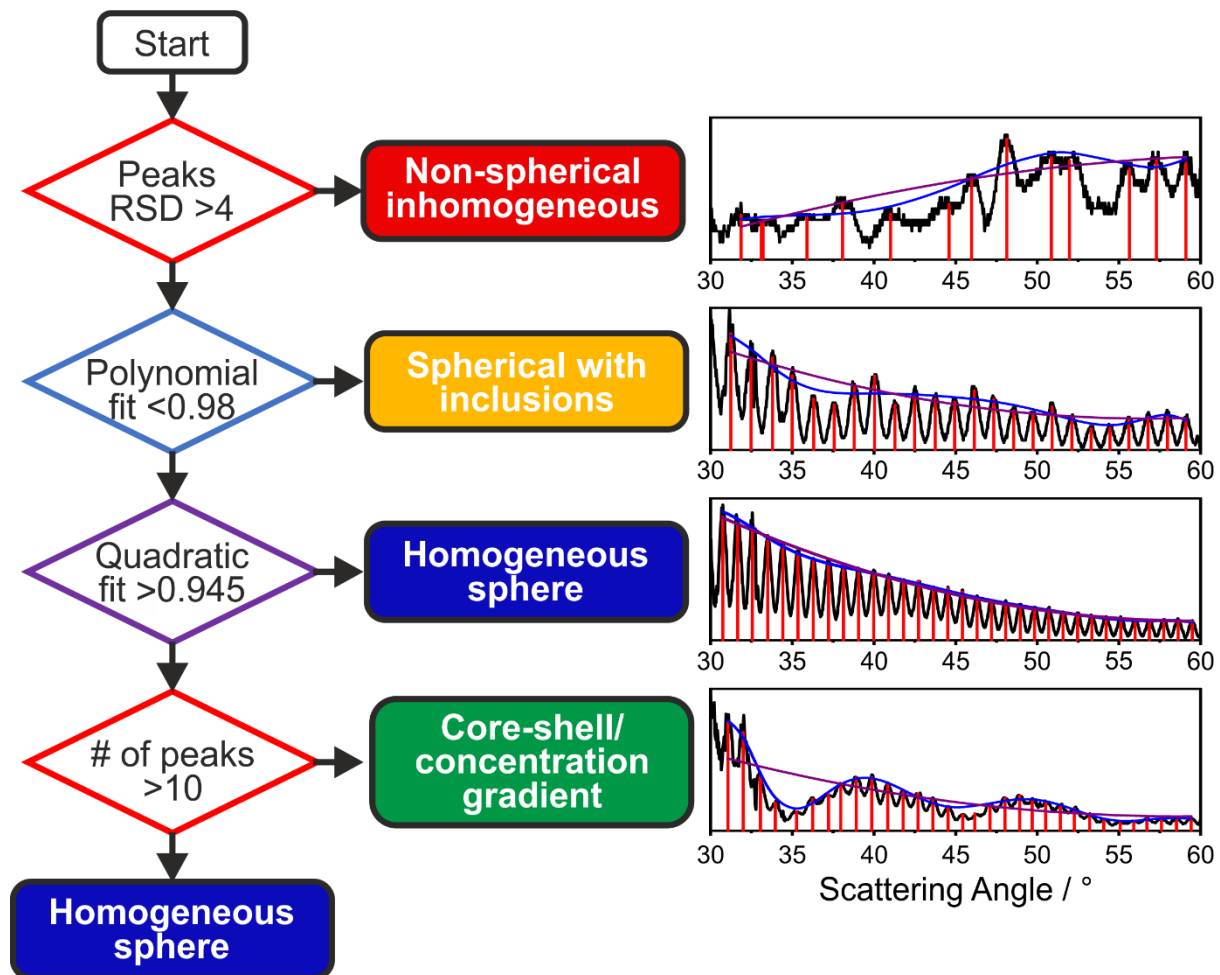 Start
Peaks
RSD >4
Non-spherical
inhomogeneous
30 35 40 45 50 55 60
Polynomial
fit <0.98
Spherical with
inclusions
30 35 40 45 50 55 60
Quadratic
fit >0.945
Homogeneous
sphere
30 35 40 45 50 55 60
# of peaks
>10
Core-shell/
concentration
gradient
30 35 40 45 50 55 60
Scattering Angle / °
Homogeneous
sphere